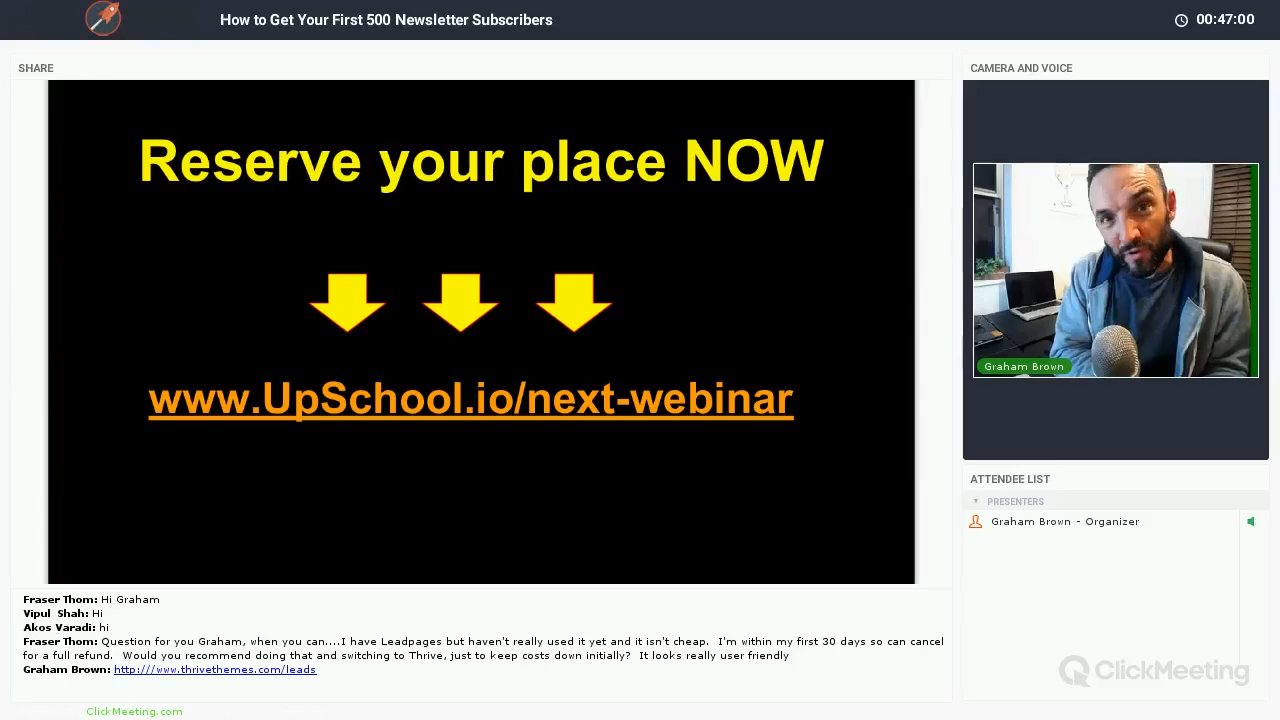 How to Get Your First 500 Newsletter Subscribers
00:47:00
SHARE
CAMERA AND VOICE
Reserve your place NOW
www.UpSchool.io/next-webinar
Graham Brown
ATTENDEE LIST
PRESENTERS
Graham Brown - Organizer
Fraser Thom: Hi Graham
Vipul Shah: Hi
Akos Varadi: hi
Fraser Thom: Question for you Graham, when you can....I have Leadpages but haven't really used it yet and it isn't cheap. I'm within my first 30 days so can cancel
for a full refund. Would you recommend doing that and switching to Thrive, just to keep costs down initially? It looks really user friendly
Graham Brown: http:///www.thrivethemes.com/leads
ClickMeeting
ClickMeeting.com